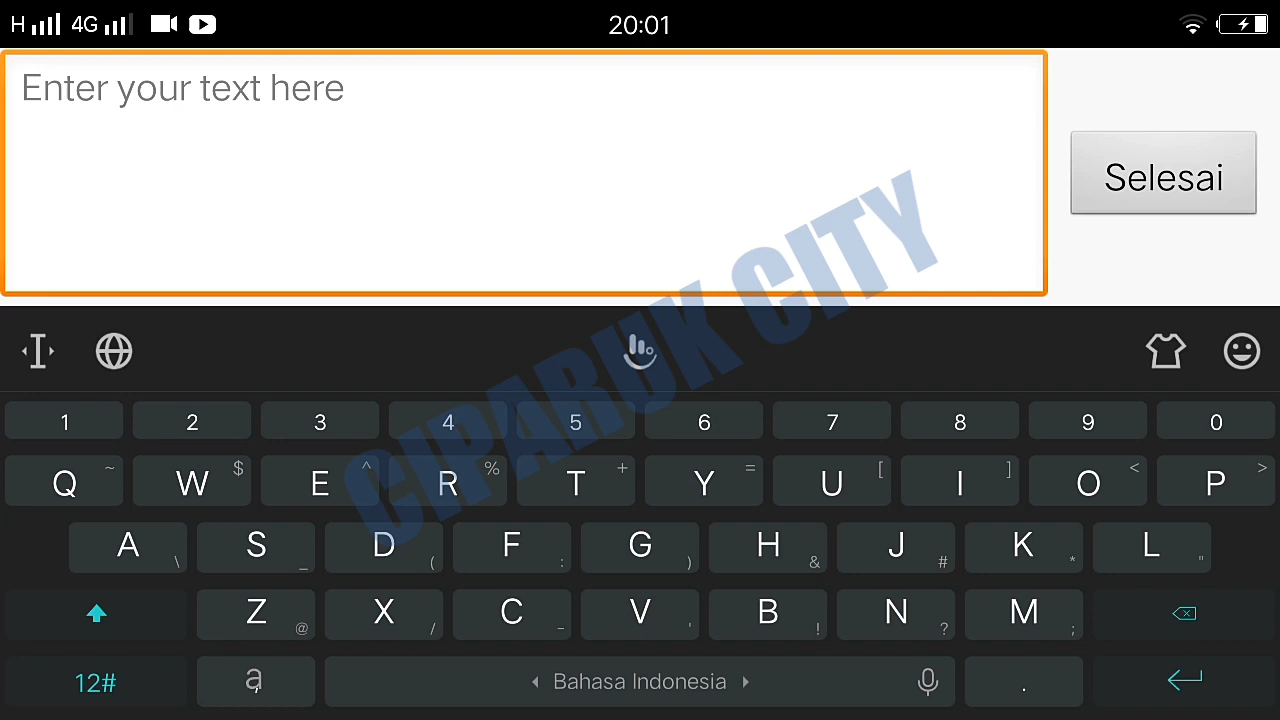 H 4G 20:01
Enter your text here
Selesai
CIPARUK CITY
1 2 3 4 5 6 7 8 9 0
Q ~ W $ E ^ R % T + Y = U [ I ] O < P >
A \ S _ D ( F : G ) H & J # K * L "
Z @ X / C - V ' B ! N ? M ;
12# a , Bahasa Indonesia .